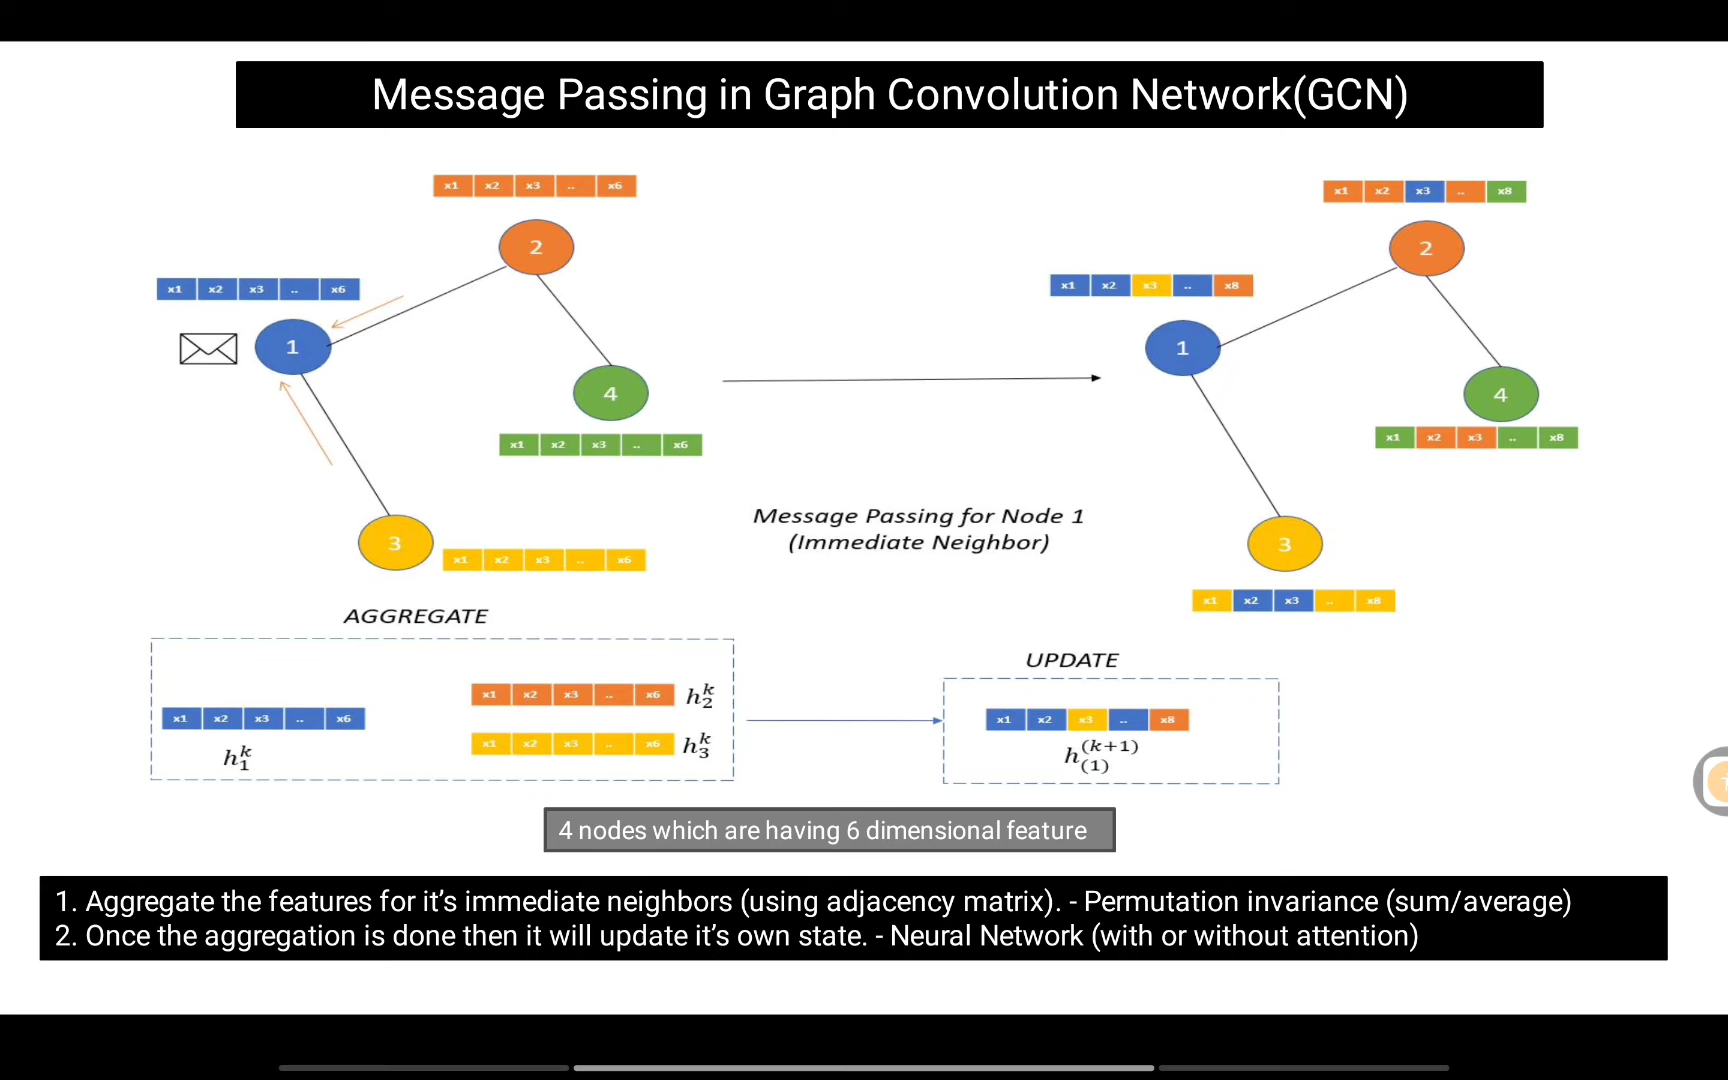 Message Passing in Graph Convolution Network(GCN)
x1 x2 x3 .. x6
2
x1 x2 x3 .. x6
1
4
x1 x2 x3 .. x6
3
x1 x2 x3 .. x6
x1 x2 x3 .. x8
2
x1 x2 x3 .. x8
1
4
x1 x2 x3 .. x8
3
x1 x2 x3 .. x8
Message Passing for Node 1
(Immediate Neighbor)
AGGREGATE
x1 x2 x3 .. x6
h₁ᵏ
x1 x2 x3 .. x6 h₂ᵏ
x1 x2 x3 .. x6 h₃ᵏ
UPDATE
x1 x2 x3 .. x8
h₍₁₎⁽ᵏ⁺¹⁾
4 nodes which are having 6 dimensional feature
1. Aggregate the features for it’s immediate neighbors (using adjacency matrix). - Permutation invariance (sum/average)
2. Once the aggregation is done then it will update it’s own state. - Neural Network (with or without attention)